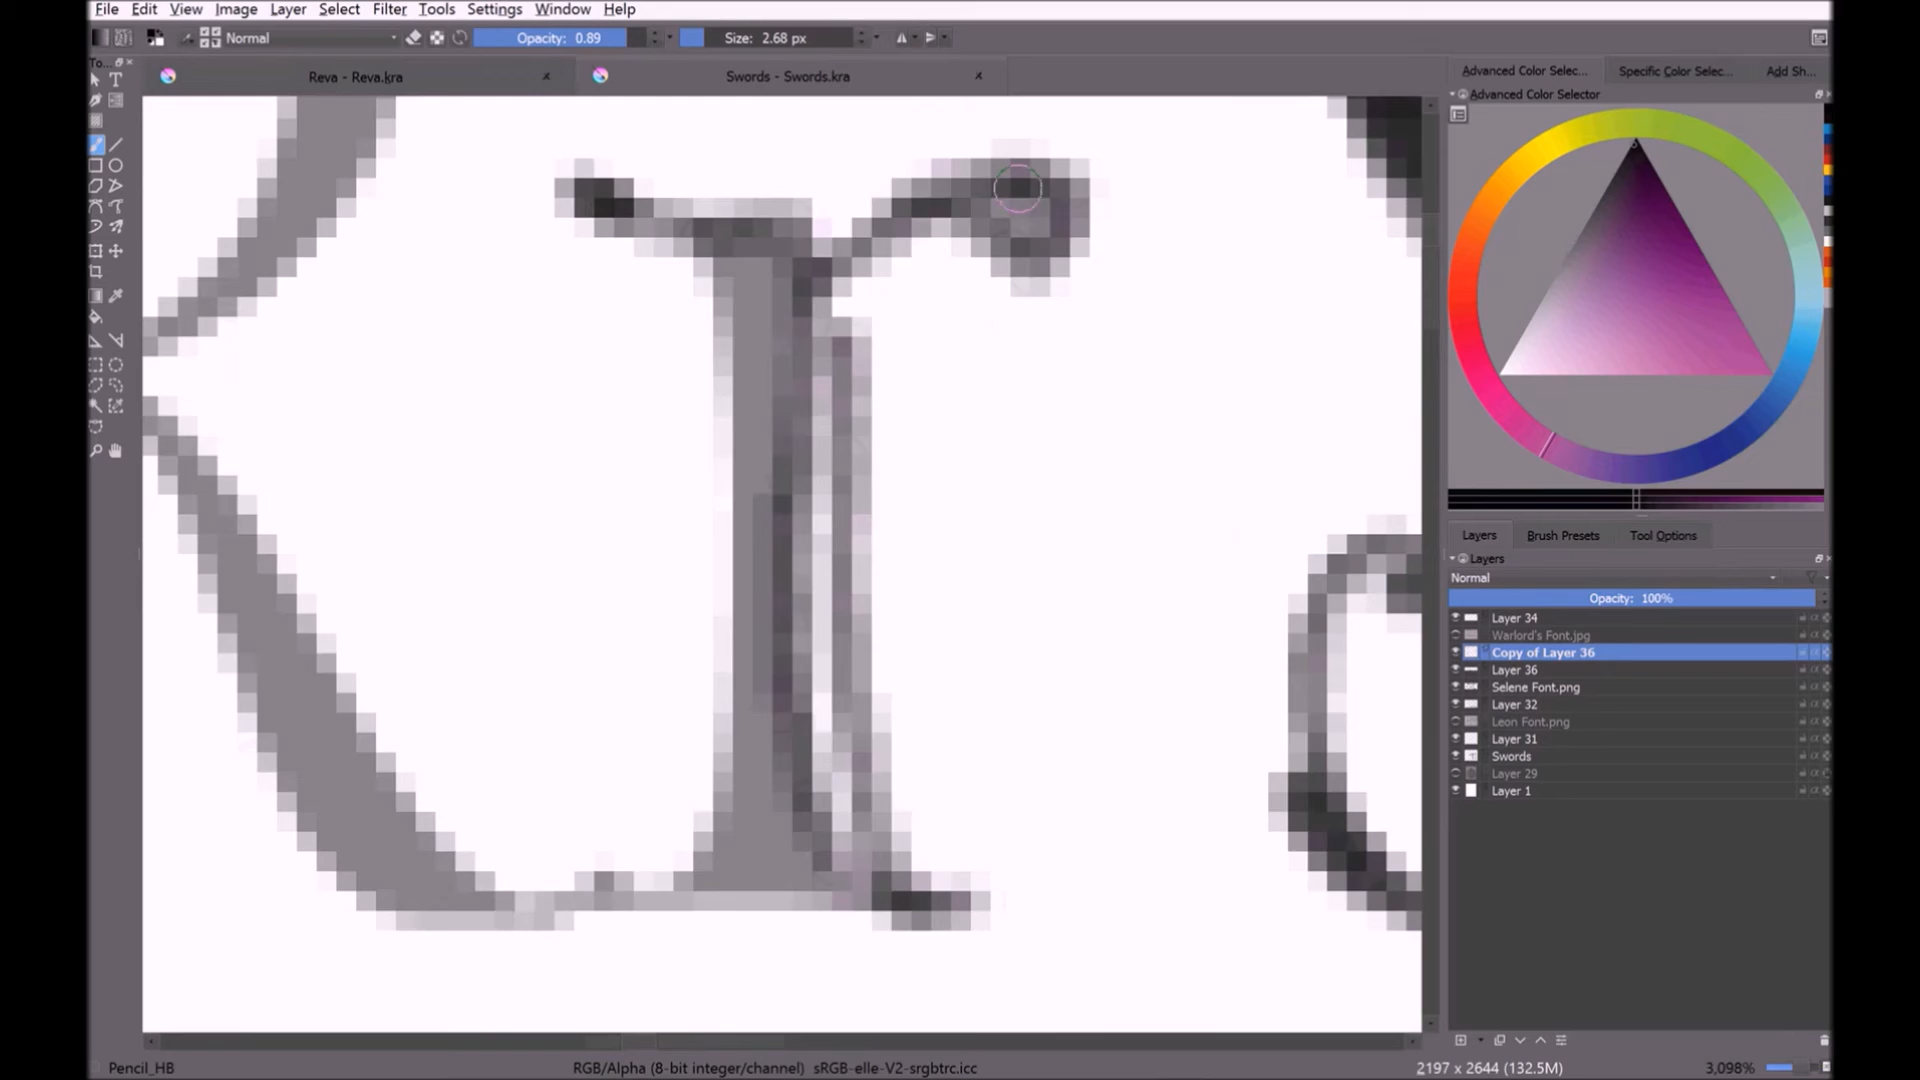 File Edit View Image Layer Select Filter Tools Settings Window Help
Normal Opacity: 0.89 Size: 2.68 px
To...
Reva - Reva.kra Swords - Swords.kra
Advanced Color Selec... Specific Color Selec... Add Sh...
Advanced Color Selector
r
Layers Brush Presets Tool Options
Layers
Normal
Opacity: 100%
Layer 34
Warlord's Font.jpg
Copy of Layer 36
Layer 36
Selene Font.png
Layer 32
Leon Font.png
Layer 31
Swords
Layer 29
Layer 1
Pencil_HB RGB/Alpha (8-bit integer/channel) sRGB-elle-V2-srgbtrc.icc 2197 x 2644 (132.5M) 3,098%